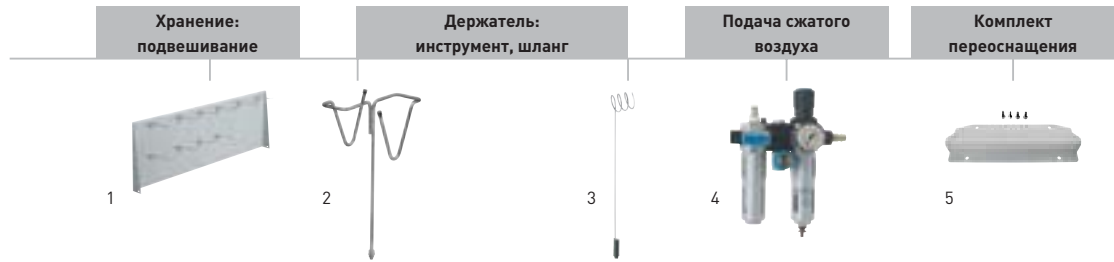 Хранение:
подвешивание
Держатель:
инструмент, шланг
Подача сжатого
воздуха
Комплект
переоснащения
1
2
3
4
5